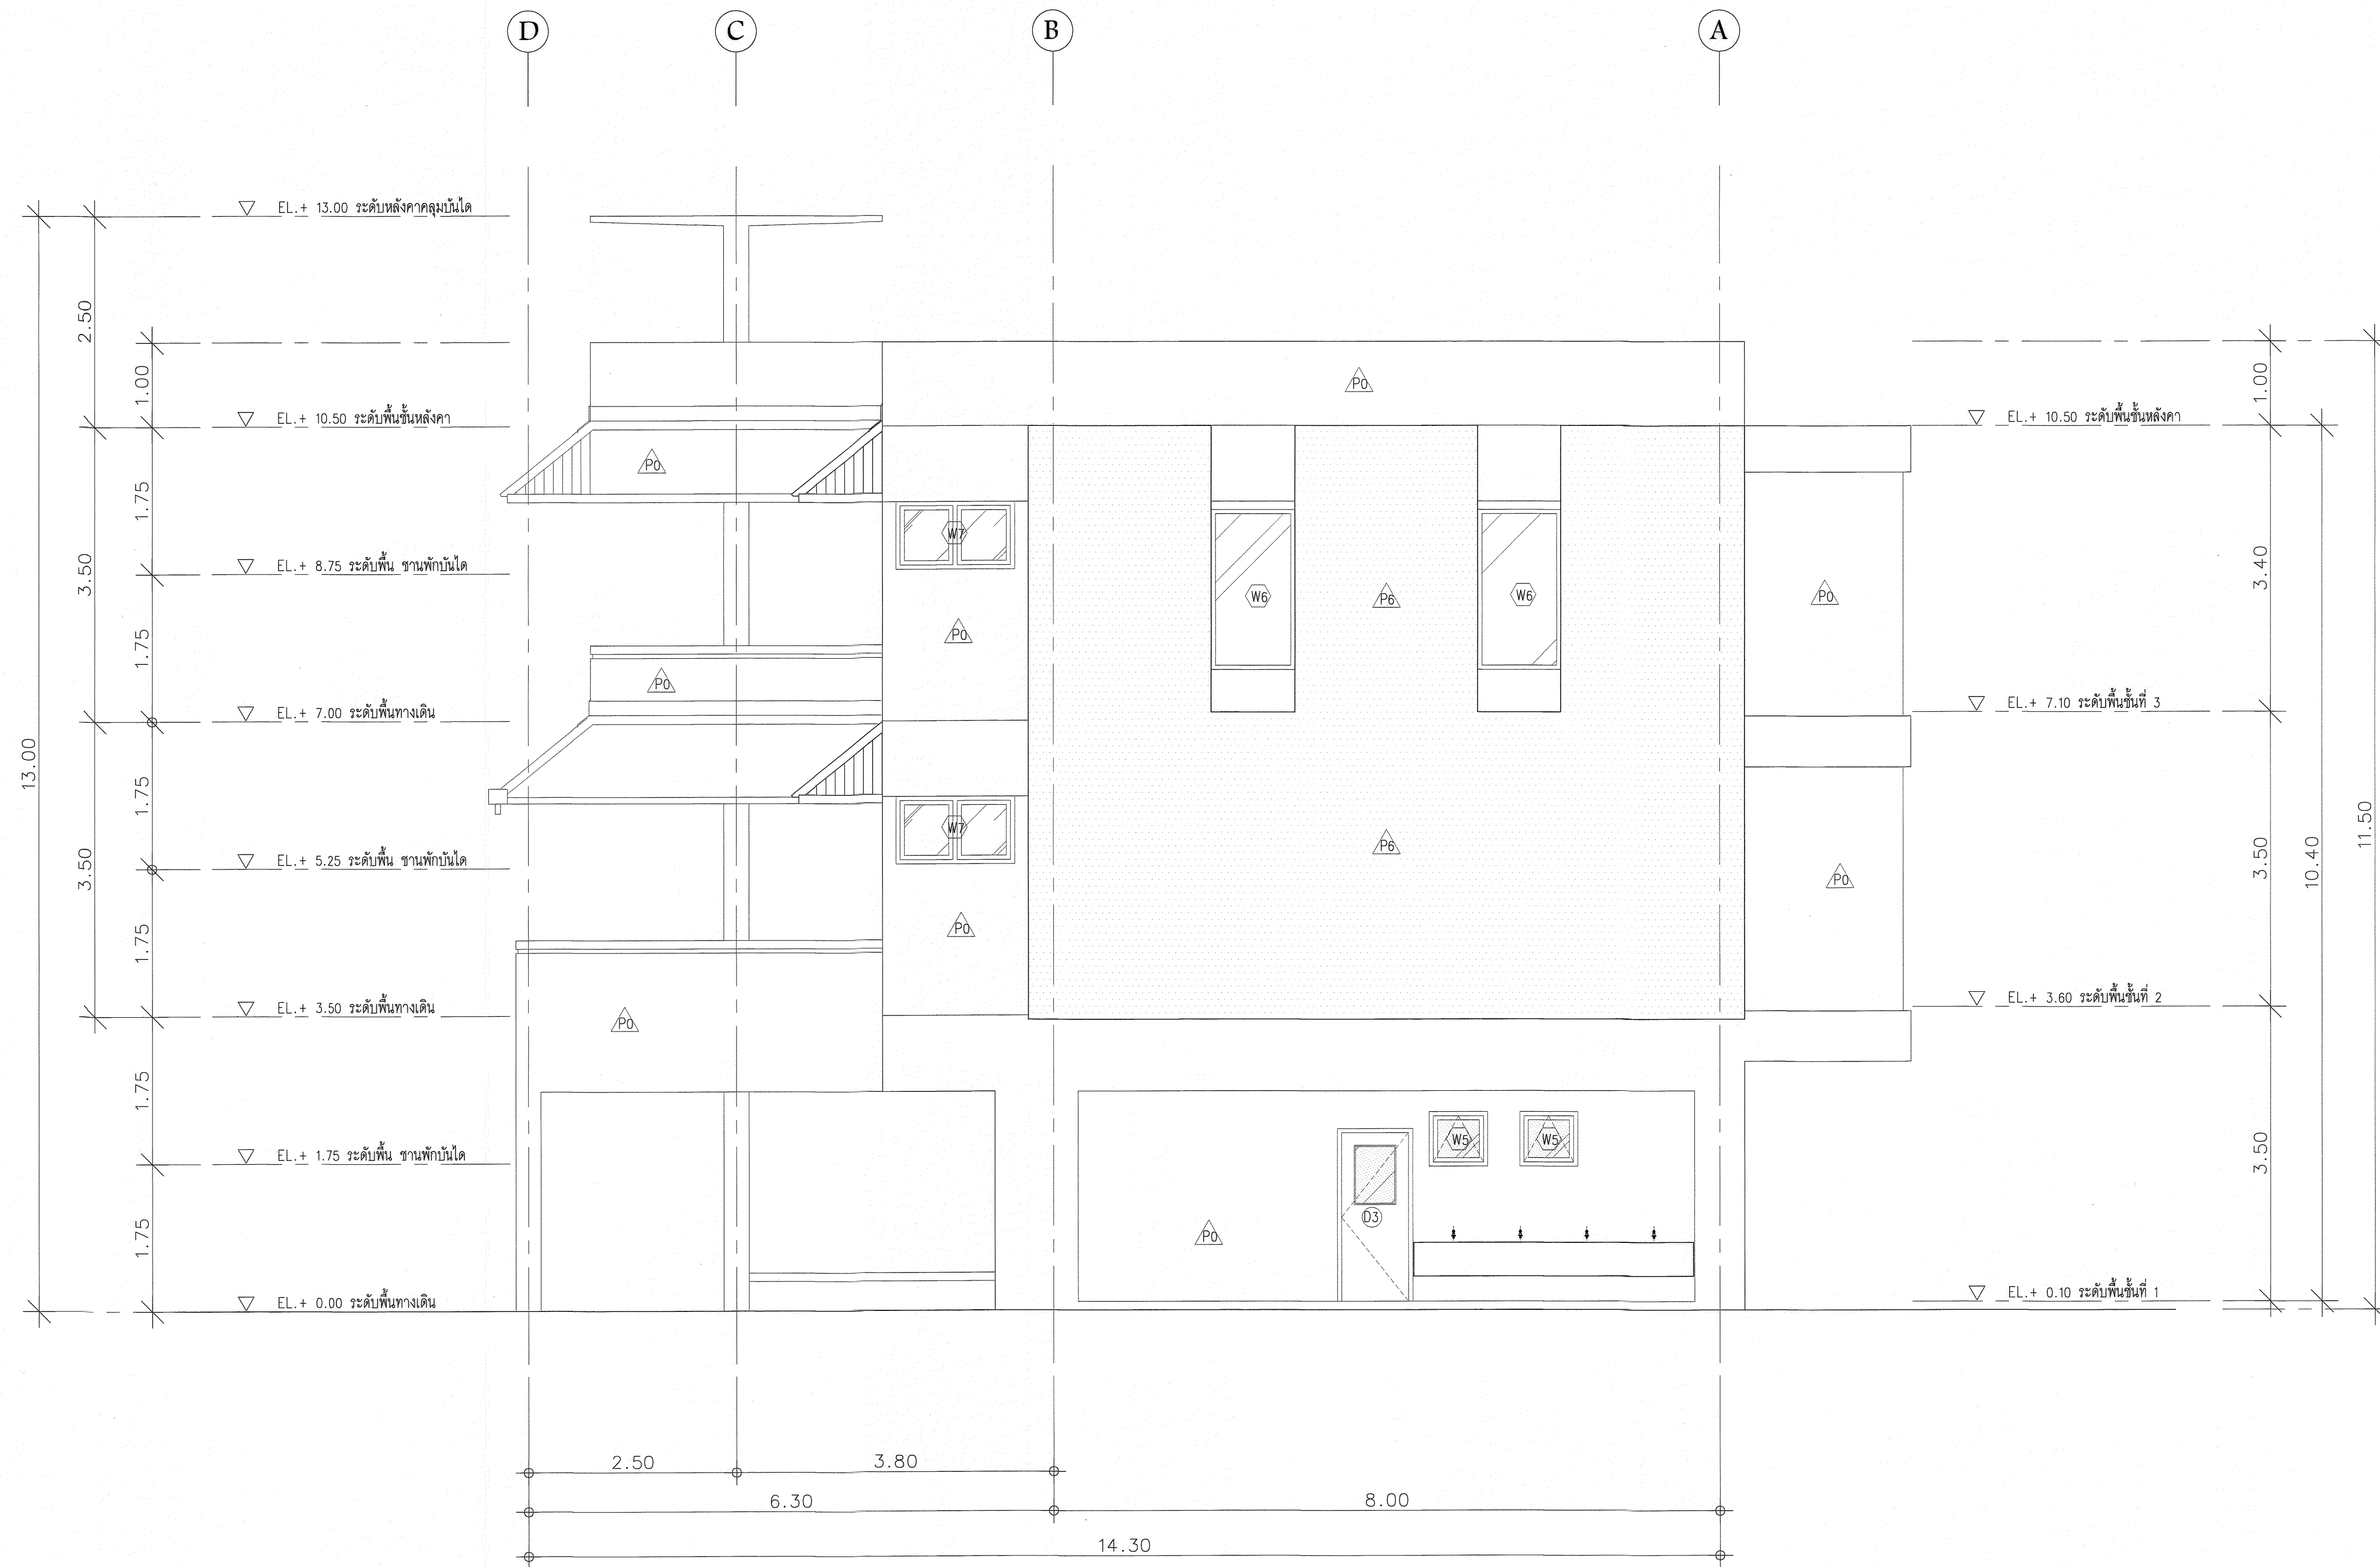 D C B A
EL.+ 13.00 ระดับหลังคาคลุมบันได
2.50
1.00
P0
1.00
EL.+ 10.50 ระดับพื้นชั้นหลังคา
EL.+ 10.50 ระดับพื้นชั้นหลังคา
P0
1.75
W7
EL.+ 8.75 ระดับพื้น ชานพักบันได
3.50
W6
P6
W6
P0
3.40
P0
1.75
P0
EL.+ 7.00 ระดับพื้นทางเดิน
EL.+ 7.10 ระดับพื้นชั้นที่ 3
13.00
1.75
W7
P6
11.50
EL.+ 5.25 ระดับพื้น ชานพักบันได
3.50
P0
3.50
10.40
P0
1.75
EL.+ 3.50 ระดับพื้นทางเดิน
EL.+ 3.60 ระดับพื้นชั้นที่ 2
P0
1.75
W5
W5
EL.+ 1.75 ระดับพื้น ชานพักบันได
3.50
D3
P0
1.75
EL.+ 0.00 ระดับพื้นทางเดิน
EL.+ 0.10 ระดับพื้นชั้นที่ 1
2.50
3.80
6.30
8.00
14.30